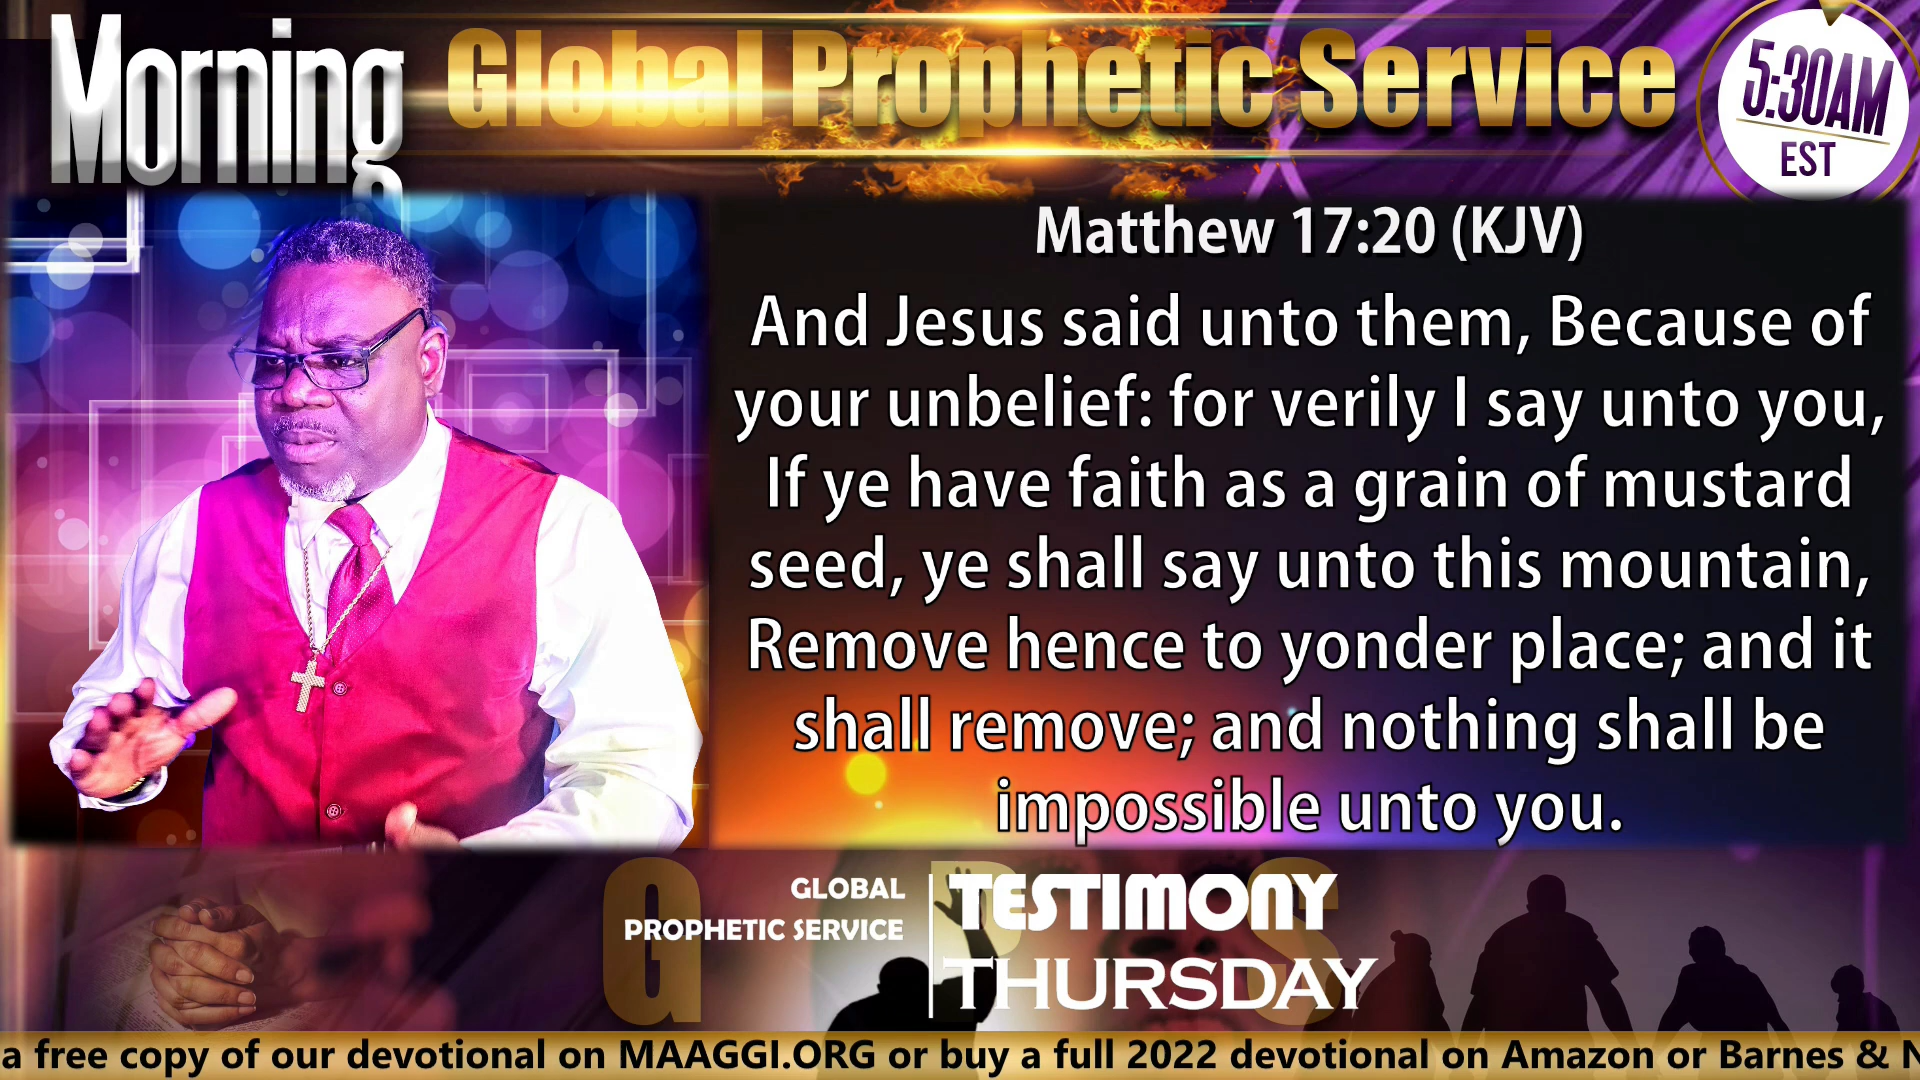 Morning
Global Prophetic Service
5:30AM
EST
Matthew 17:20 (KJV)
And Jesus said unto them, Because of
your unbelief: for verily I say unto you,
If ye have faith as a grain of mustard
seed, ye shall say unto this mountain,
Remove hence to yonder place; and it
shall remove; and nothing shall be
impossible unto you.
G P S
GLOBAL
PROPHETIC SERVICE
TESTIMONY
THURSDAY
a free copy of our devotional on MAAGGI.ORG or buy a full 2022 devotional on Amazon or Barnes & N